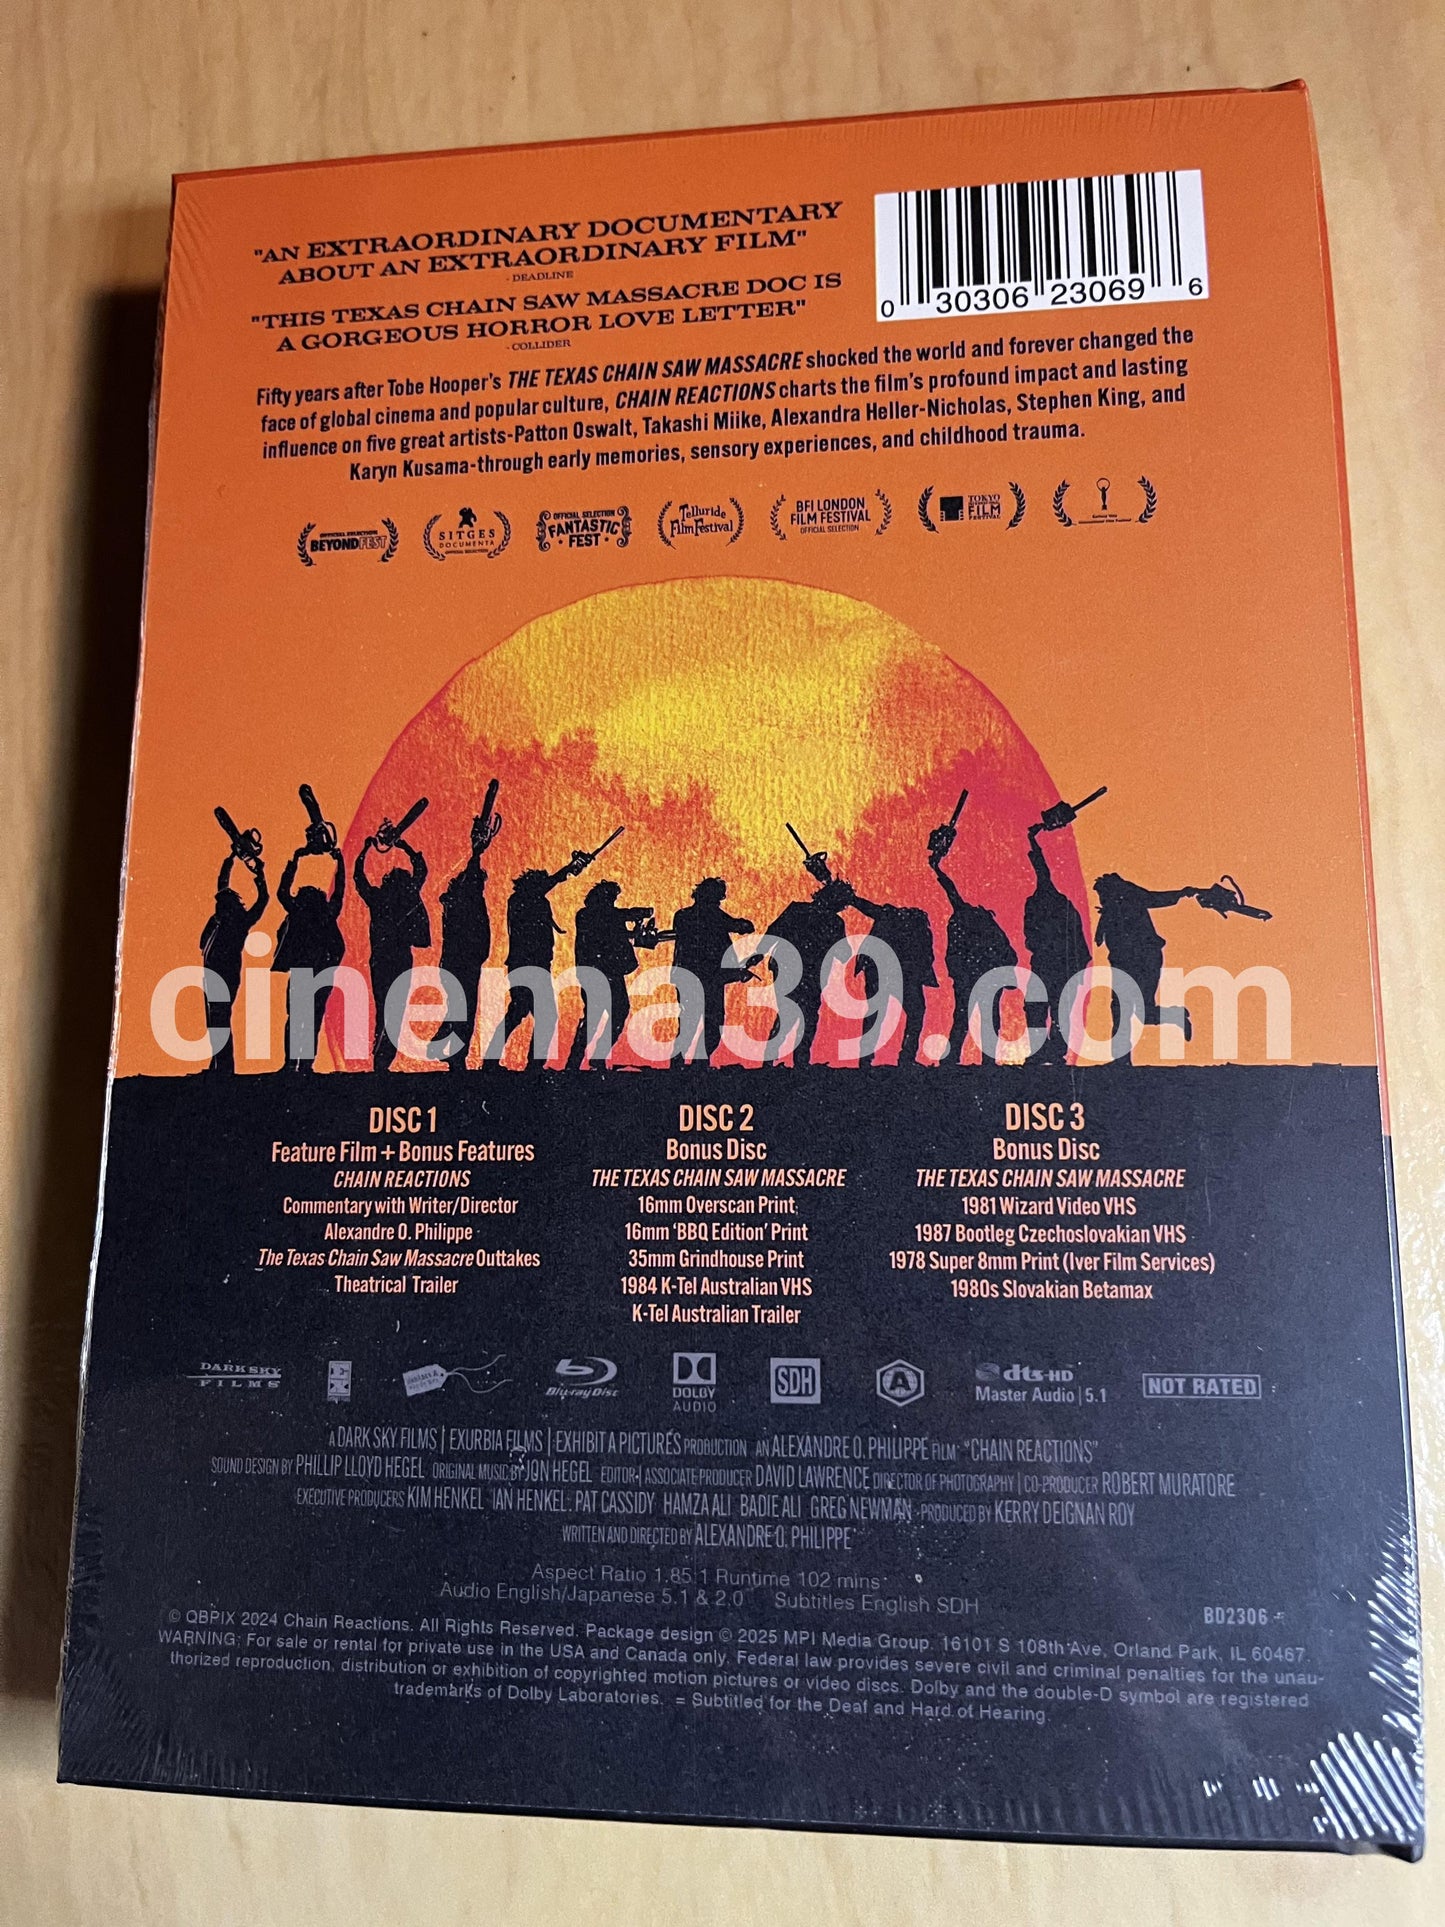 "AN EXTRAORDINARY DOCUMENTARY
ABOUT AN EXTRAORDINARY FILM"
- DEADLINE
"THIS TEXAS CHAIN SAW MASSACRE DOC IS
A GORGEOUS HORROR LOVE LETTER"
- COLLIDER
0 30306 23069 6
Fifty years after Tobe Hooper's THE TEXAS CHAIN SAW MASSACRE shocked the world and forever changed the
face of global cinema and popular culture, CHAIN REACTIONS charts the film's profound impact and lasting
influence on five great artists-Patton Oswalt, Takashi Miike, Alexandra Heller-Nicholas, Stephen King, and
Karyn Kusama-through early memories, sensory experiences, and childhood trauma.
OFFICIAL SELECTION
BEYONDFEST
SITGES
DOCUMENTA
OFFICIAL SELECTION
OFFICIAL SELECTION
FANTASTIC
FEST
Telluride
Film Festival
BFI LONDON
FILM FESTIVAL
OFFICIAL SELECTION
TOKYO
FILM
FESTIVAL
cinema39.com
DISC 1
Feature Film + Bonus Features
CHAIN REACTIONS
Commentary with Writer/Director
Alexandre O. Philippe
The Texas Chain Saw Massacre Outtakes
Theatrical Trailer
DISC 2
Bonus Disc
THE TEXAS CHAIN SAW MASSACRE
16mm Overscan Print
16mm 'BBQ Edition' Print
35mm Grindhouse Print
1984 K-Tel Australian VHS
K-Tel Australian Trailer
DISC 3
Bonus Disc
THE TEXAS CHAIN SAW MASSACRE
1981 Wizard Video VHS
1987 Bootleg Czechoslovakian VHS
1978 Super 8mm Print (Iver Film Services)
1980s Slovakian Betamax
DARK SKY
FILMS
EX
Blu-ray Disc
DOLBY
AUDIO
SDH
A
dts-HD
Master Audio | 5.1
NOT RATED
A DARK SKY FILMS | EXURBIA FILMS | EXHIBIT A PICTURES PRODUCTION AN ALEXANDRE O. PHILIPPE FILM "CHAIN REACTIONS"
SOUND DESIGN BY PHILLIP LLOYD HEGEL ORIGINAL MUSIC BY JON HEGEL EDITOR | ASSOCIATE PRODUCER DAVID LAWRENCE DIRECTOR OF PHOTOGRAPHY | CO-PRODUCER ROBERT MURATORE
EXECUTIVE PRODUCERS KIM HENKEL IAN HENKEL PAT CASSIDY HAMZA ALI BADIE ALI GREG NEWMAN PRODUCED BY KERRY DEIGNAN ROY
WRITTEN AND DIRECTED BY ALEXANDRE O. PHILIPPE
Aspect Ratio 1.85:1 Runtime 102 mins
Audio English/Japanese 5.1 & 2.0 Subtitles English SDH
BD2306
© QBPIX 2024 Chain Reactions. All Rights Reserved. Package design © 2025 MPI Media Group. 16101 S 108th Ave, Orland Park, IL 60467.
WARNING: For sale or rental for private use in the USA and Canada only. Federal law provides severe civil and criminal penalties for the unau-
thorized reproduction, distribution or exhibition of copyrighted motion pictures or video discs. Dolby and the double-D symbol are registered
trademarks of Dolby Laboratories. = Subtitled for the Deaf and Hard of Hearing.